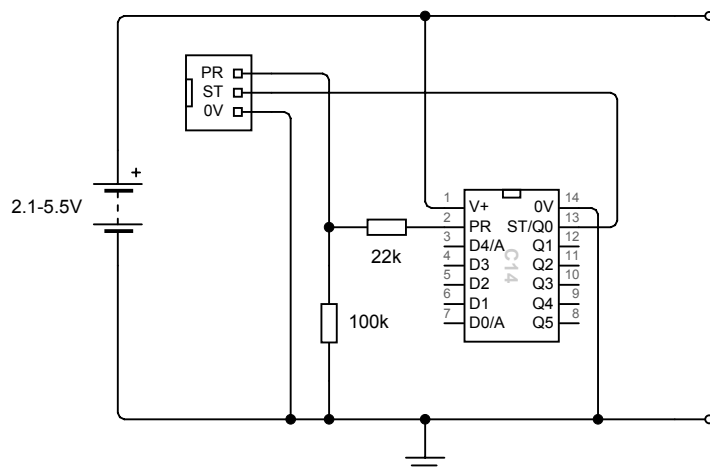 PR
ST
0V
+
2.1-5.5V
22k
100k
1 V+ 0V 14
2 PR ST/Q0 13
3 D4/A Q1 12
4 D3 Q2 11
5 D2 Q3 10
6 D1 Q4 9
7 D0/A Q5 8
C14